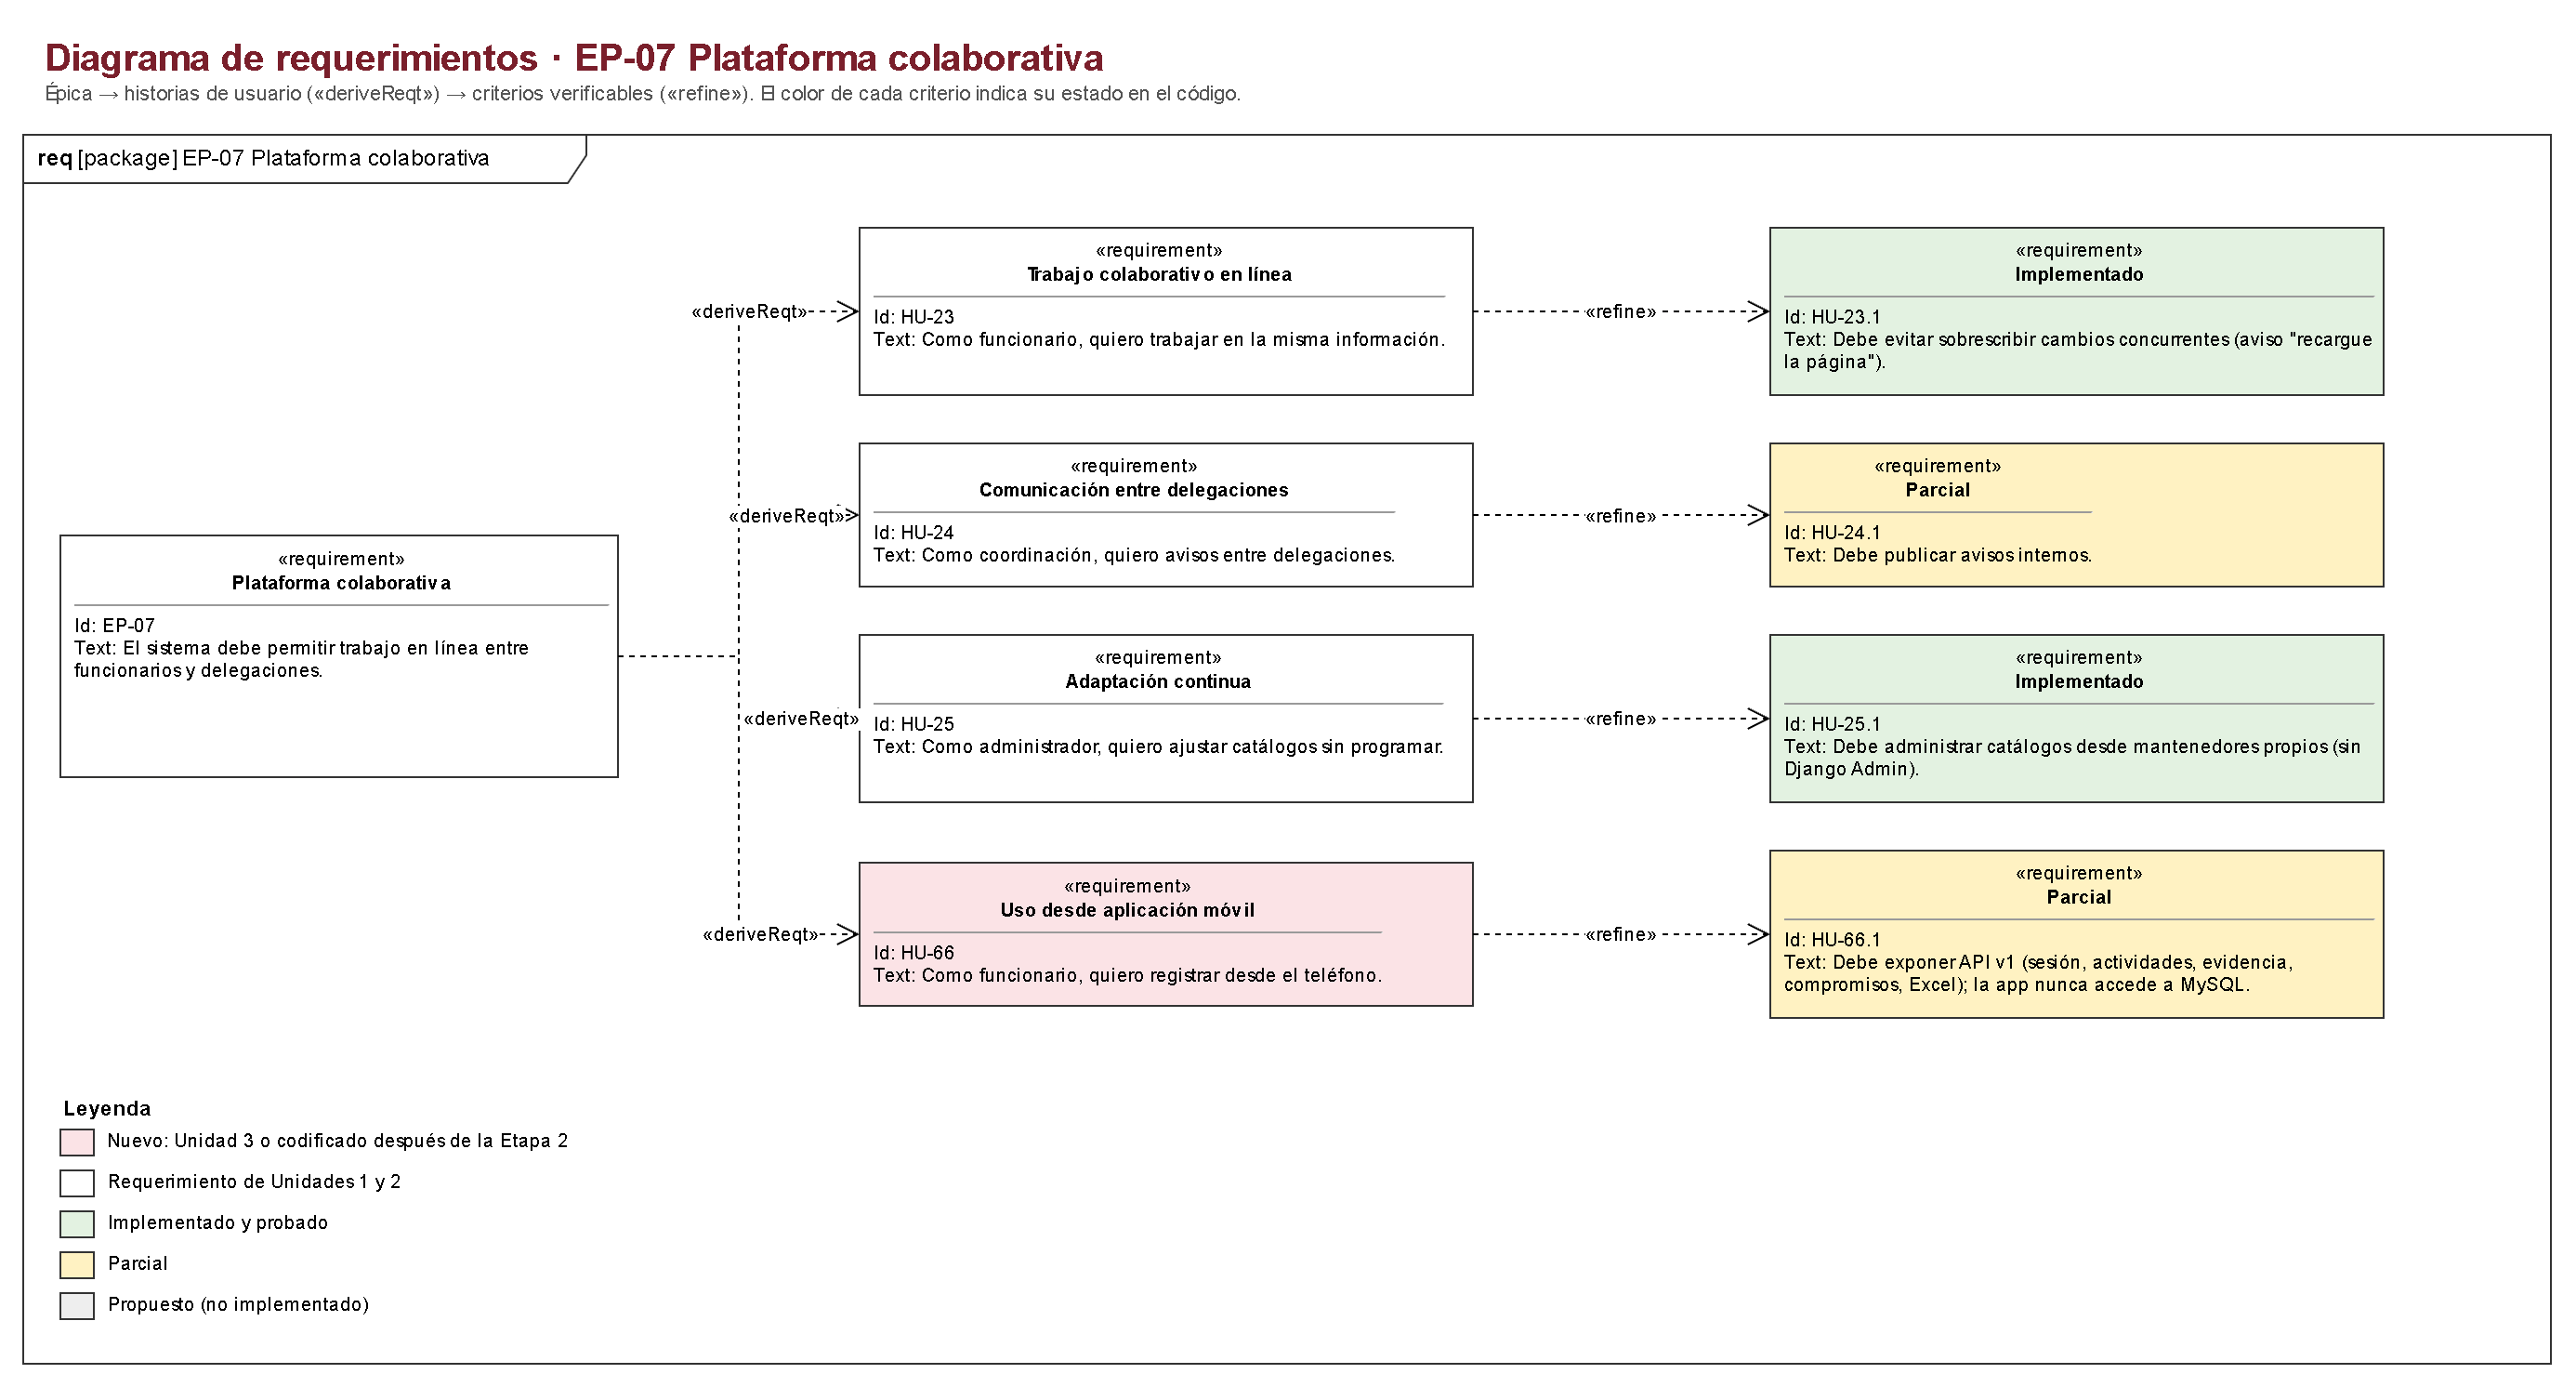 Diagrama de requerimientos · EP-07 Plataforma colaborativa
Épica → historias de usuario («deriveReqt») → criterios verificables («refine»). El color de cada criterio indica su estado en el código.
req [package] EP-07 Plataforma colaborativa
«requirement»
Plataforma colaborativa
Id: EP-07
Text: El sistema debe permitir trabajo en línea entre
funcionarios y delegaciones.
«deriveReqt»
«requirement»
Trabajo colaborativo en línea
Id: HU-23
Text: Como funcionario, quiero trabajar en la misma información.
«refine»
«requirement»
Implementado
Id: HU-23.1
Text: Debe evitar sobrescribir cambios concurrentes (aviso "recargue
la página").
«deriveReqt»
«requirement»
Comunicación entre delegaciones
Id: HU-24
Text: Como coordinación, quiero avisos entre delegaciones.
«refine»
«requirement»
Parcial
Id: HU-24.1
Text: Debe publicar avisos internos.
«deriveReqt»
«requirement»
Adaptación continua
Id: HU-25
Text: Como administrador, quiero ajustar catálogos sin programar.
«refine»
«requirement»
Implementado
Id: HU-25.1
Text: Debe administrar catálogos desde mantenedores propios (sin
Django Admin).
«deriveReqt»
«requirement»
Uso desde aplicación móvil
Id: HU-66
Text: Como funcionario, quiero registrar desde el teléfono.
«refine»
«requirement»
Parcial
Id: HU-66.1
Text: Debe exponer API v1 (sesión, actividades, evidencia,
compromisos, Excel); la app nunca accede a MySQL.
Leyenda
Nuevo: Unidad 3 o codificado después de la Etapa 2
Requerimiento de Unidades 1 y 2
Implementado y probado
Parcial
Propuesto (no implementado)